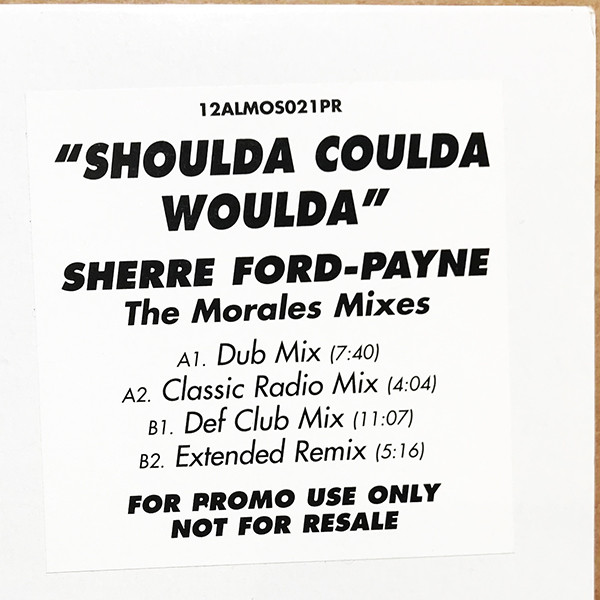 12ALMOS021PR
"SHOULDA COULDA
WOULDA"
SHERRE FORD-PAYNE
The Morales Mixes
A1. Dub Mix (7:40)
A2. Classic Radio Mix (4:04)
B1. Def Club Mix (11:07)
B2. Extended Remix (5:16)
FOR PROMO USE ONLY
NOT FOR RESALE